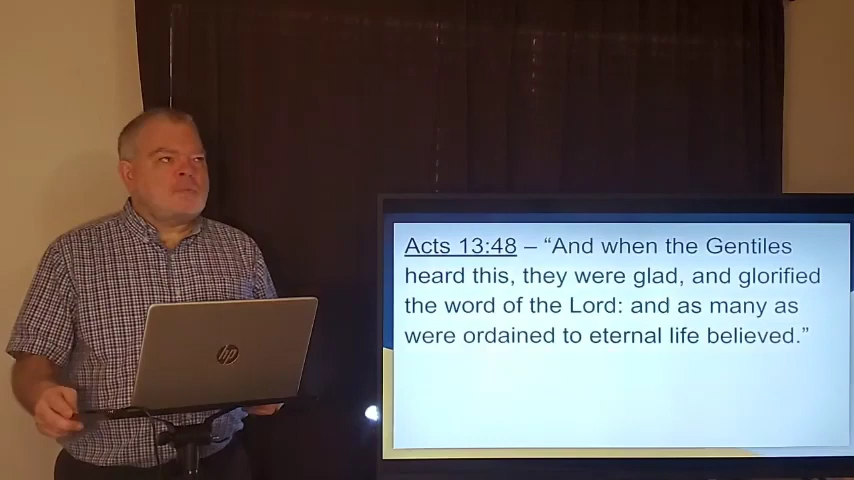 Acts 13:48 – “And when the Gentiles
heard this, they were glad, and glorified
the word of the Lord: and as many as
were ordained to eternal life believed.”
hp